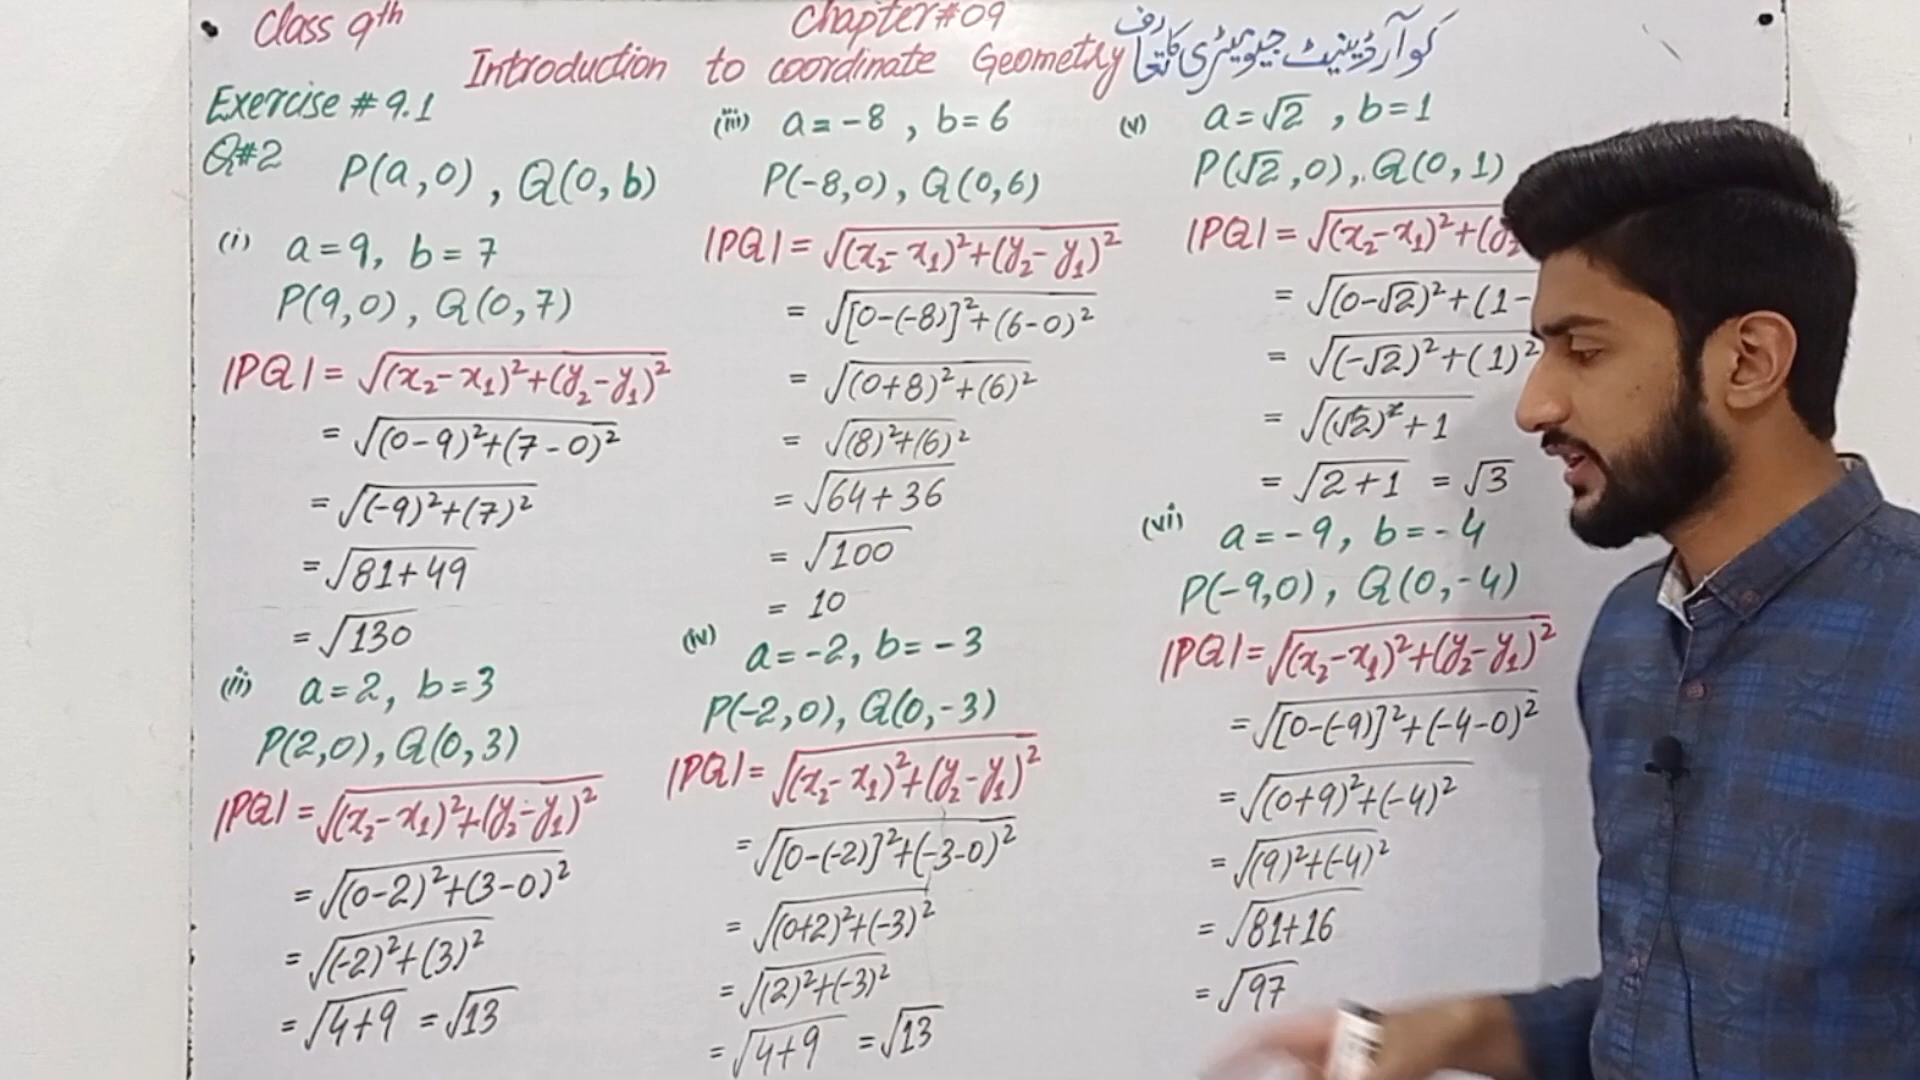 Class 9th
Chapter#09
Introduction to coordinate Geometry کوآرڈینیٹ جیومیٹری کا تعارف
Exercise # 9.1
Q#2
P(a,0) , Q(0,b)
(i) a=9, b=7
P(9,0) , Q(0,7)
|PQ| = √(x₂-x₁)²+(y₂-y₁)²
= √(0-9)²+(7-0)²
= √(-9)²+(7)²
= √81+49
= √130
(ii) a=2, b=3
P(2,0), Q(0,3)
|PQ| = √(x₂-x₁)²+(y₂-y₁)²
= √(0-2)²+(3-0)²
= √(-2)²+(3)²
= √4+9 = √13
(iii) a=-8 , b=6
P(-8,0) , Q(0,6)
|PQ| = √(x₂-x₁)²+(y₂-y₁)²
= √[0-(-8)]²+(6-0)²
= √(0+8)²+(6)²
= √(8)²+(6)²
= √64+36
= √100
= 10
(iv) a=-2, b=-3
P(-2,0), Q(0,-3)
|PQ| = √(x₂-x₁)²+(y₂-y₁)²
= √[0-(-2)]²+(-3-0)²
= √(0+2)²+(-3)²
= √(2)²+(-3)²
= √4+9 = √13
(v) a=√2 , b=1
P(√2,0), Q(0,1)
|PQ| = √(x₂-x₁)²+(y₂
= √(0-√2)²+(1-
= √(-√2)²+(1)²
= √(√2)²+1
= √2+1 = √3
(vi) a=-9, b=-4
P(-9,0), Q(0,-4)
|PQ| = √(x₂-x₁)²+(y₂-y₁)²
= √[0-(-9)]²+(-4-0)²
= √(0+9)²+(-4)²
= √(9)²+(-4)²
= √81+16
= √97